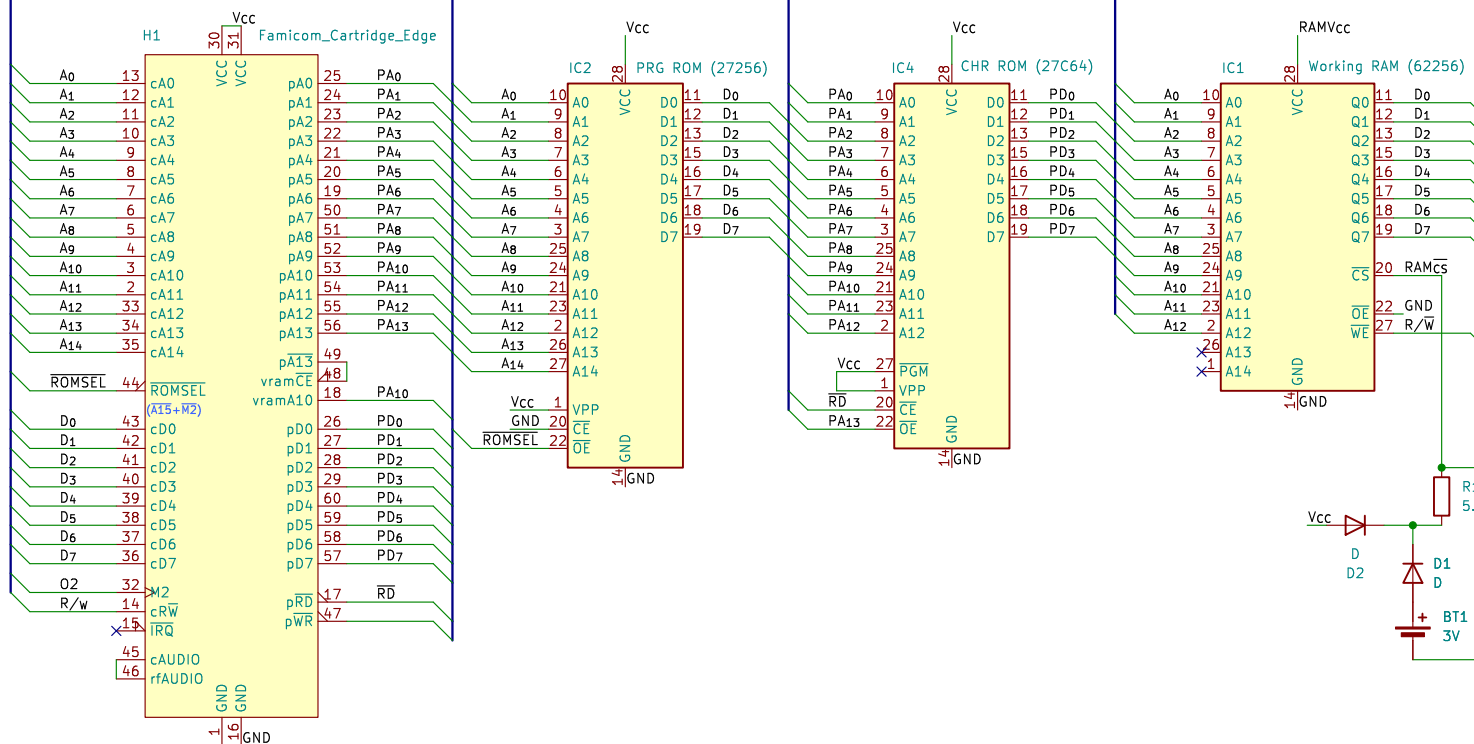 H1
Vcc
Famicom_Cartridge_Edge
30
31
VCC
VCC
A0 13 cA0
A1 12 cA1
A2 11 cA2
A3 10 cA3
A4 9 cA4
A5 8 cA5
A6 7 cA6
A7 6 cA7
A8 5 cA8
A9 4 cA9
A10 3 cA10
A11 2 cA11
A12 33 cA12
A13 34 cA13
A14 35 cA14
ROMSEL 44 ROMSEL
(A15+M2)
D0 43 cD0
D1 42 cD1
D2 41 cD2
D3 40 cD3
D4 39 cD4
D5 38 cD5
D6 37 cD6
D7 36 cD7
O2 32 M2
R/W 14 cRW
15 IRQ
45 cAUDIO
46 rfAUDIO
GND
GND
1
16
GND
pA0 25 PA0
pA1 24 PA1
pA2 23 PA2
pA3 22 PA3
pA4 21 PA4
pA5 20 PA5
pA6 19 PA6
pA7 50 PA7
pA8 51 PA8
pA9 52 PA9
pA10 53 PA10
pA11 54 PA11
pA12 55 PA12
pA13 56 PA13
pA13 49
vramCE 48
vramA10 18 PA10
pD0 26 PD0
pD1 27 PD1
pD2 28 PD2
pD3 29 PD3
pD4 60 PD4
pD5 59 PD5
pD6 58 PD6
pD7 57 PD7
pRD 17 RD
pWR 47
Vcc
IC2
28
PRG ROM (27256)
VCC
A0 10 A0
A1 9 A1
A2 8 A2
A3 7 A3
A4 6 A4
A5 5 A5
A6 4 A6
A7 3 A7
A8 25 A8
A9 24 A9
A10 21 A10
A11 23 A11
A12 2 A12
A13 26 A13
A14 27 A14
Vcc 1 VPP
GND 20 CE
ROMSEL 22 OE
D0 11 D0
D1 12 D1
D2 13 D2
D3 15 D3
D4 16 D4
D5 17 D5
D6 18 D6
D7 19 D7
GND
14
GND
Vcc
IC4
28
CHR ROM (27C64)
VCC
PA0 10 A0
PA1 9 A1
PA2 8 A2
PA3 7 A3
PA4 6 A4
PA5 5 A5
PA6 4 A6
PA7 3 A7
PA8 25 A8
PA9 24 A9
PA10 21 A10
PA11 23 A11
PA12 2 A12
Vcc 27 PGM
1 VPP
RD 20 CE
PA13 22 OE
D0 11 PD0
D1 12 PD1
D2 13 PD2
D3 15 PD3
D4 16 PD4
D5 17 PD5
D6 18 PD6
D7 19 PD7
GND
14
GND
RAMVcc
IC1
28
Working RAM (62256)
VCC
A0 10 A0
A1 9 A1
A2 8 A2
A3 7 A3
A4 6 A4
A5 5 A5
A6 4 A6
A7 3 A7
A8 25 A8
A9 24 A9
A10 21 A10
A11 23 A11
A12 2 A12
26 A13
1 A14
Q0 11 D0
Q1 12 D1
Q2 13 D2
Q3 15 D3
Q4 16 D4
Q5 17 D5
Q6 18 D6
Q7 19 D7
CS 20 RAMCS
OE 22 GND
WE 27 R/W
GND
14
GND
Vcc
D
D2
D1
D
BT1
3V
+